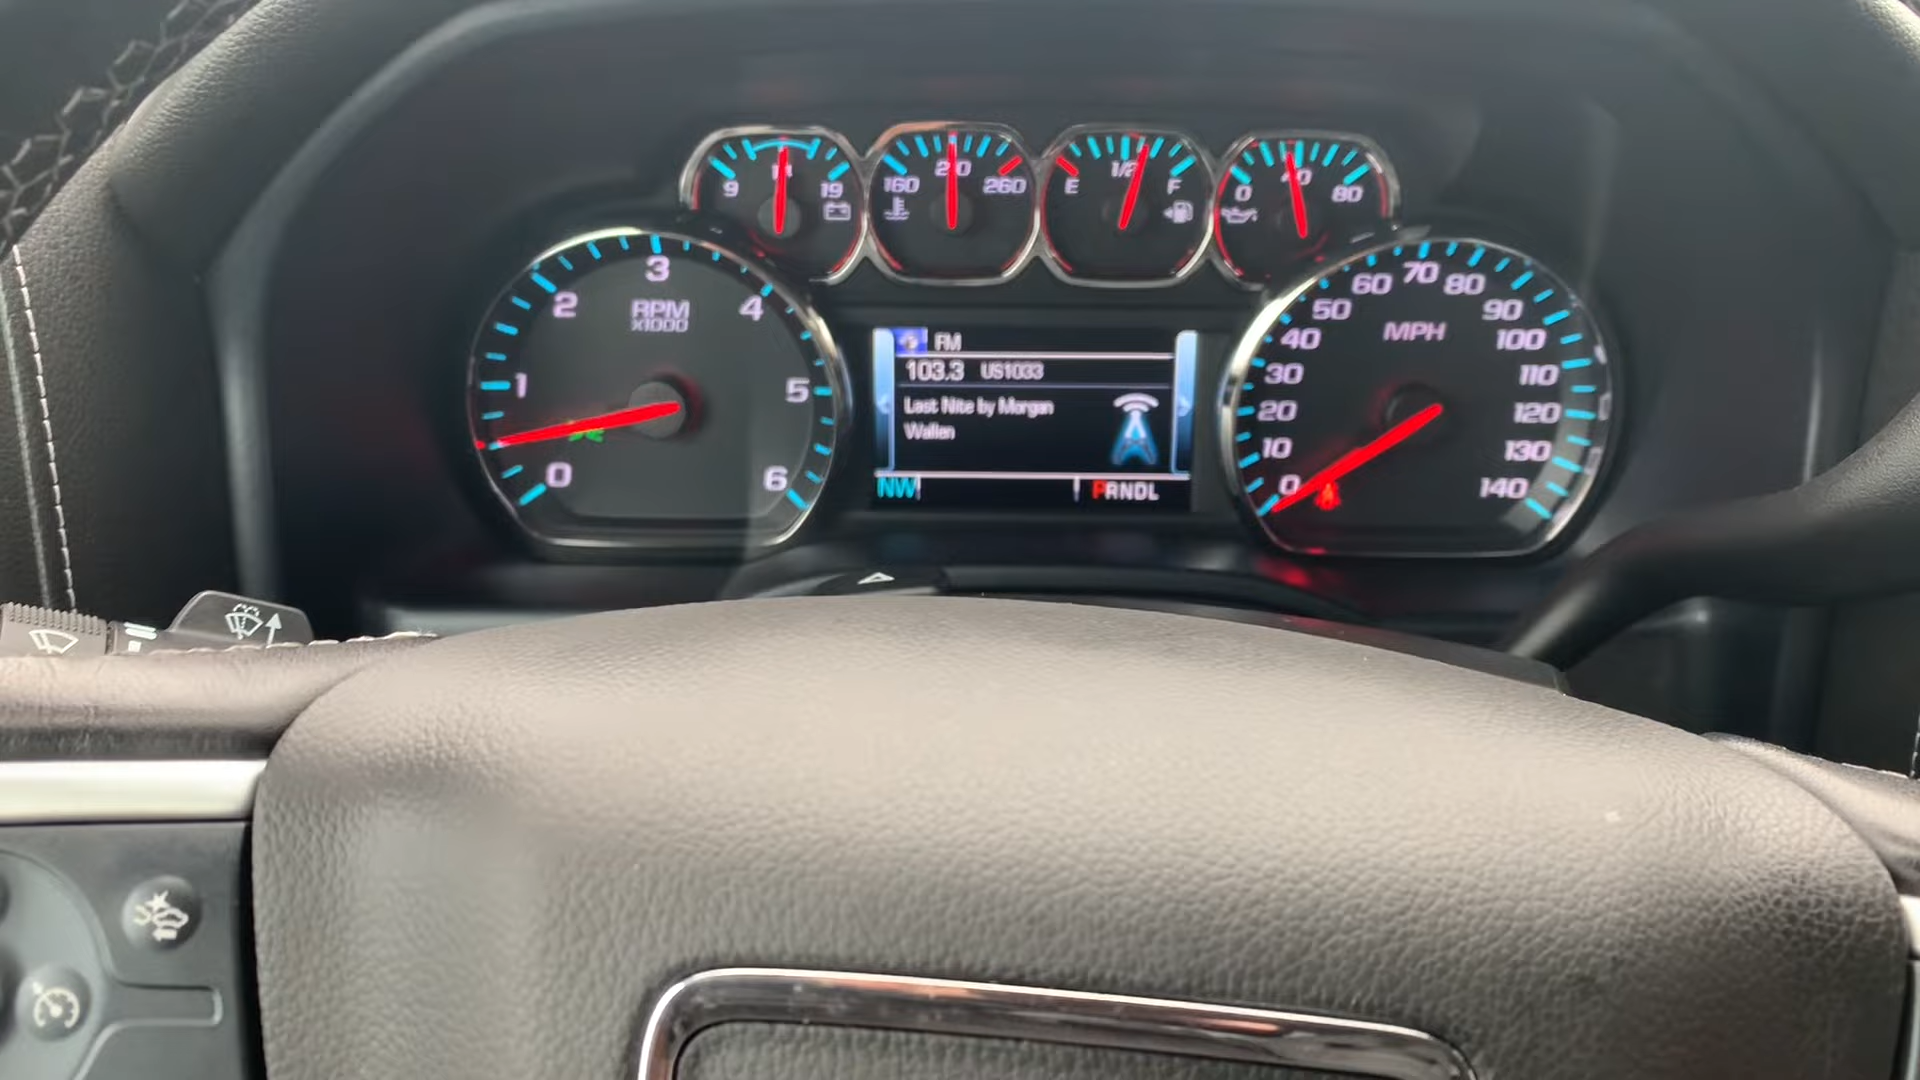 9 19
160 210 260
E 1/2 F
0 40 80
0 1 2 3 4 5 6
RPM
x1000
FM
103.3 US1033
Last Nite by Morgan
Wallen
NW PRNDL
0 10 20 30 40 50 60 70 80 90 100 110 120 130 140
MPH